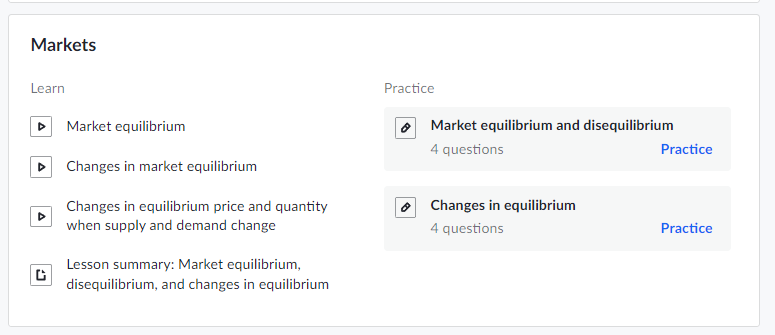 Markets
Learn
Market equilibrium
Changes in market equilibrium
Changes in equilibrium price and quantity
when supply and demand change
Lesson summary: Market equilibrium,
disequilibrium, and changes in equilibrium
Practice
Market equilibrium and disequilibrium
4 questions Practice
Changes in equilibrium
4 questions Practice